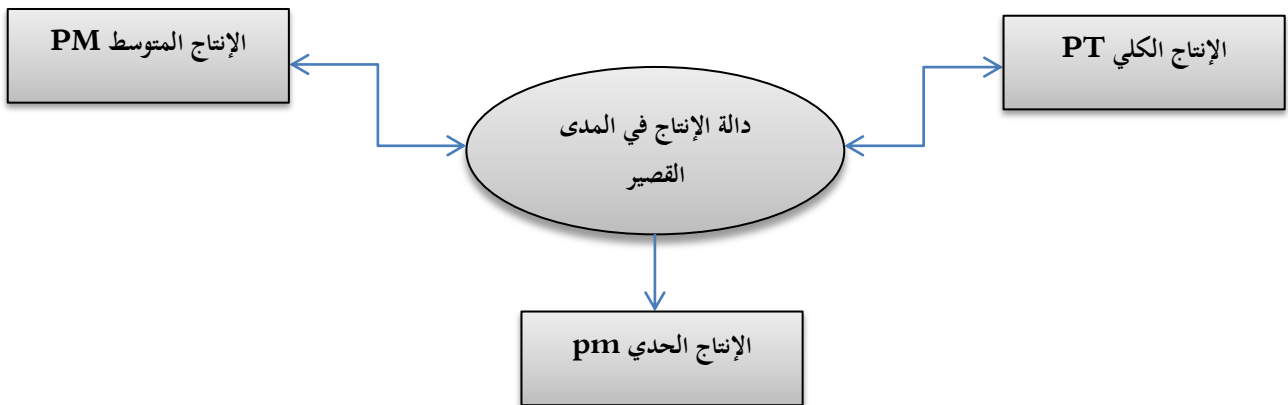 الإنتاج الكلي PT
الإنتاج المتوسط PM
دالة الإنتاج في المدى
القصير
الإنتاج الحدي pm